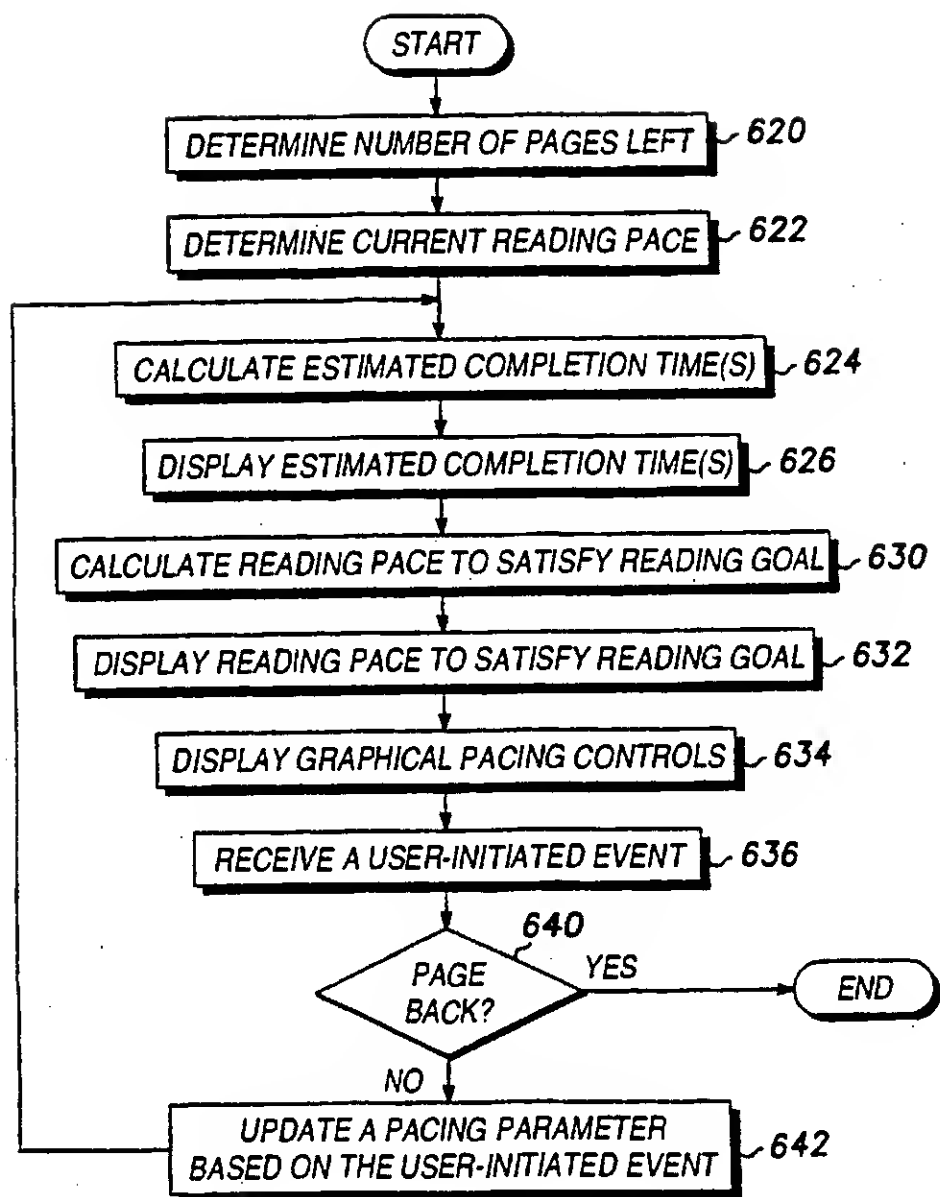 START
DETERMINE NUMBER OF PAGES LEFT 620
DETERMINE CURRENT READING PACE 622
CALCULATE ESTIMATED COMPLETION TIME(S) 624
DISPLAY ESTIMATED COMPLETION TIME(S) 626
CALCULATE READING PACE TO SATISFY READING GOAL 630
DISPLAY READING PACE TO SATISFY READING GOAL 632
DISPLAY GRAPHICAL PACING CONTROLS 634
RECEIVE A USER-INITIATED EVENT 636
640
PAGE
BACK?
YES
END
NO
UPDATE A PACING PARAMETER
BASED ON THE USER-INITIATED EVENT 642